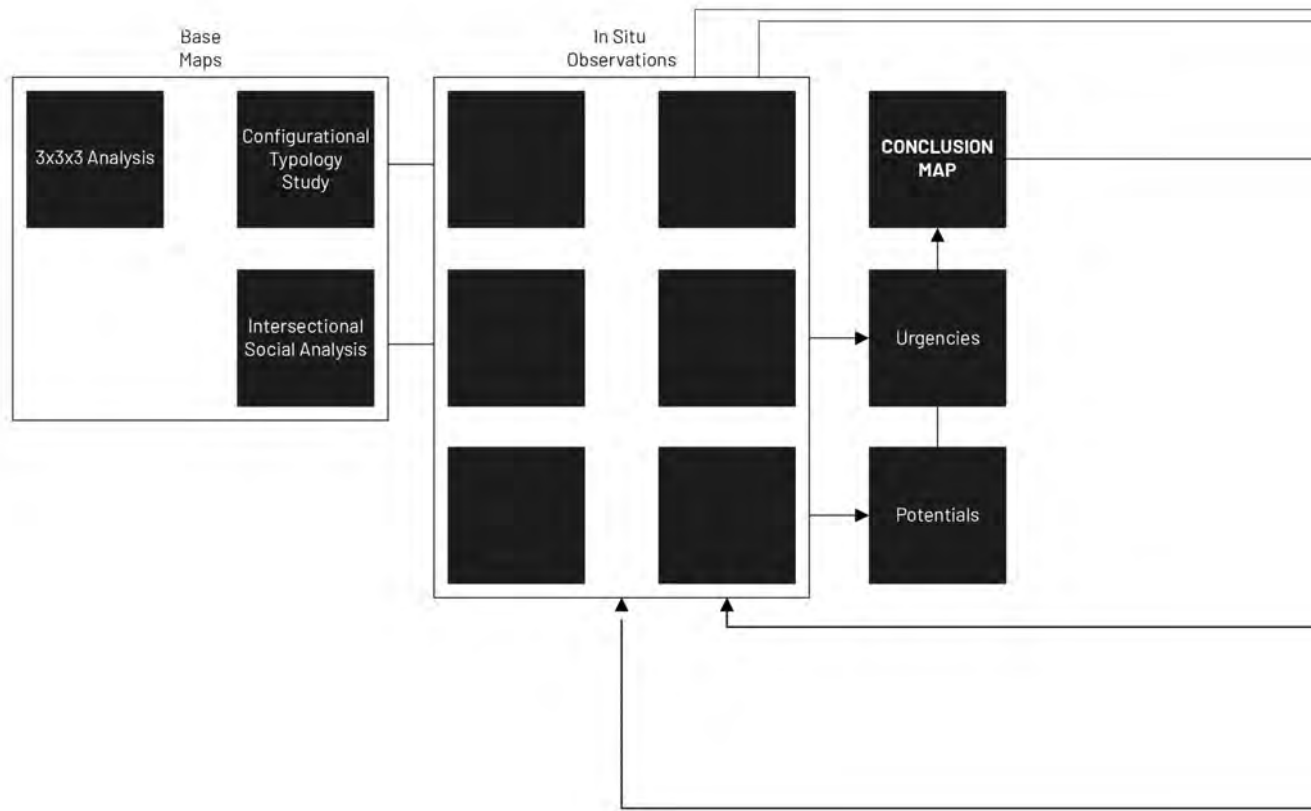 Base
Maps
In Situ
Observations
3x3x3 Analysis
Configurational
Typology
Study
CONCLUSION
MAP
Intersectional
Social Analysis
Urgencies
Potentials